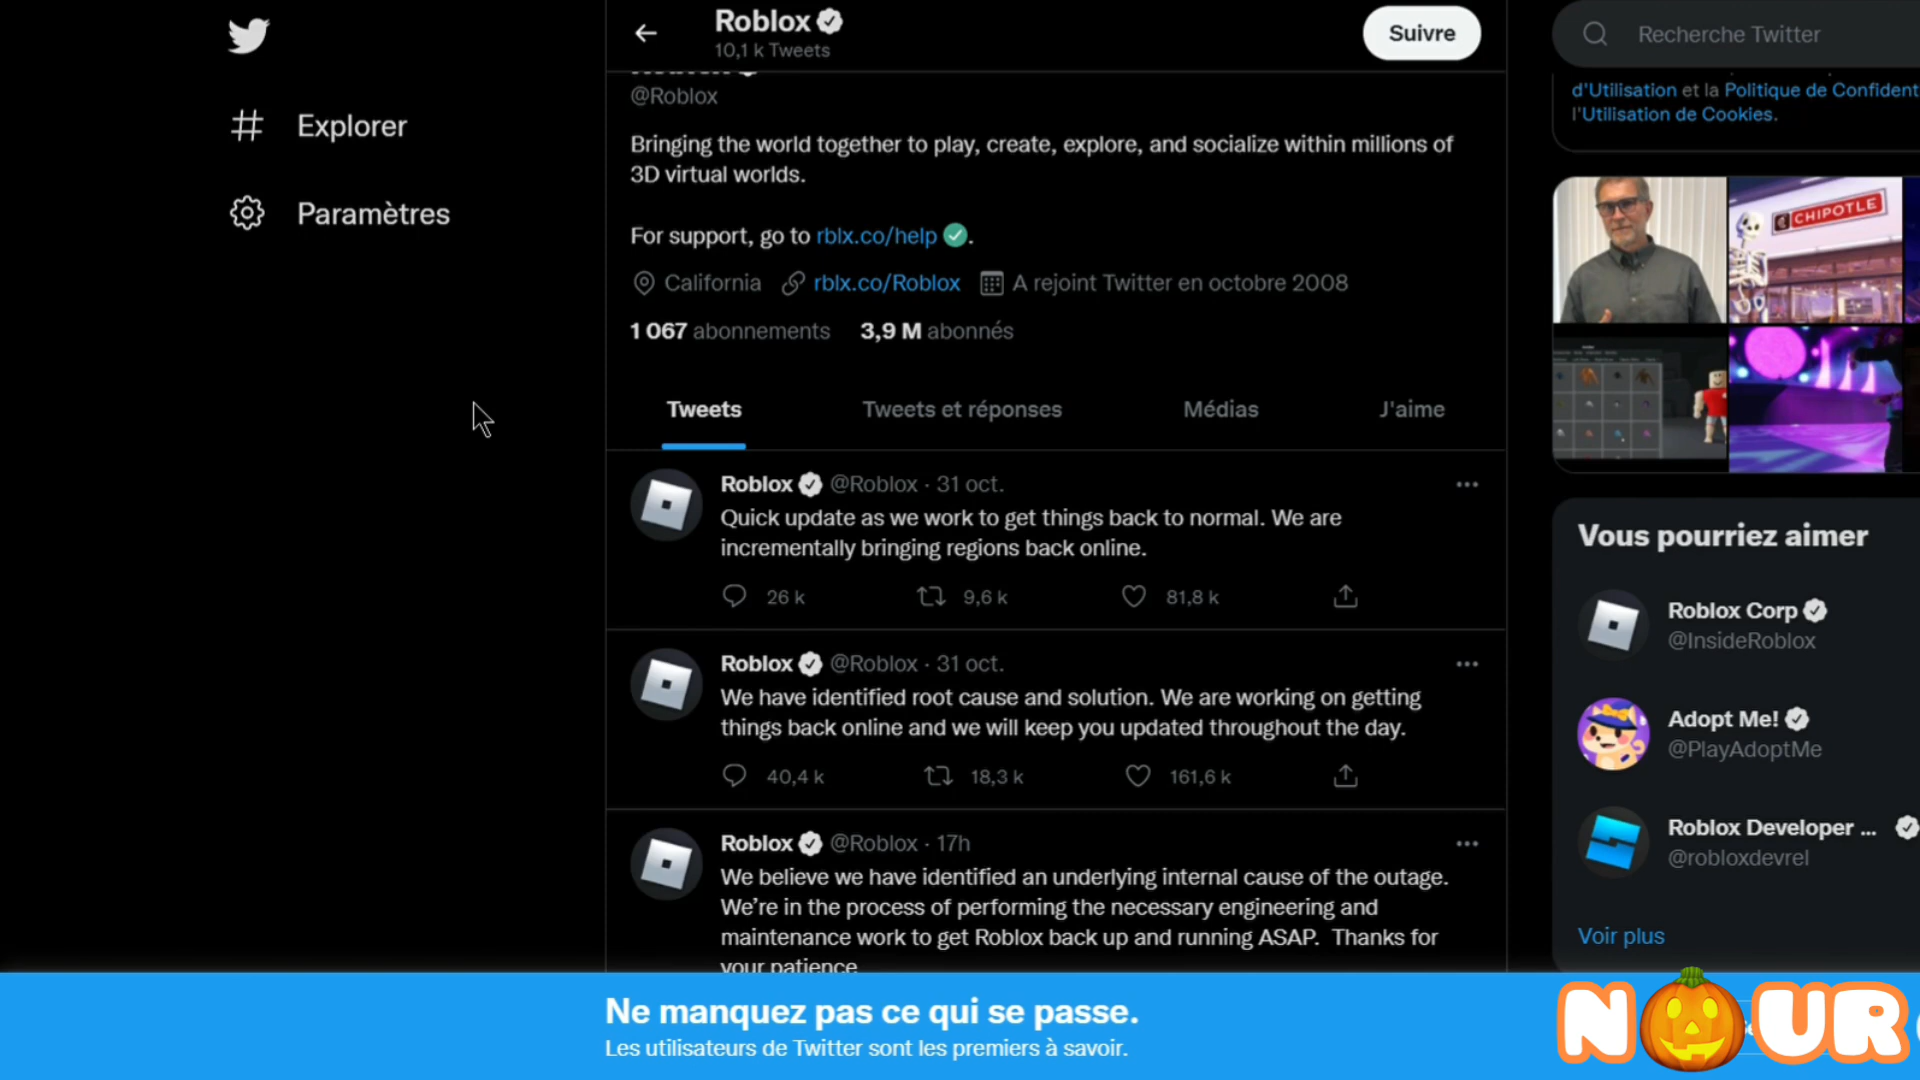 Roblox
10,1 k Tweets
Suivre
Recherche Twitter
Explorer
Paramètres
@Roblox
Bringing the world together to play, create, explore, and socialize within millions of
3D virtual worlds.
For support, go to rblx.co/help ✅.
California rblx.co/Roblox A rejoint Twitter en octobre 2008
1 067 abonnements 3,9 M abonnés
Tweets Tweets et réponses Médias J'aime
Roblox @Roblox · 31 oct.
Quick update as we work to get things back to normal. We are
incrementally bringing regions back online.
26 k 9,6 k 81,8 k
Roblox @Roblox · 31 oct.
We have identified root cause and solution. We are working on getting
things back online and we will keep you updated throughout the day.
40,4 k 18,3 k 161,6 k
Roblox @Roblox · 17h
We believe we have identified an underlying internal cause of the outage.
We're in the process of performing the necessary engineering and
maintenance work to get Roblox back up and running ASAP. Thanks for
your patience
d'Utilisation et la Politique de Confident
l'Utilisation de Cookies.
CHIPOTLE
Vous pourriez aimer
Roblox Corp
@InsideRoblox
Adopt Me!
@PlayAdoptMe
Roblox Developer ...
@robloxdevrel
Voir plus
Ne manquez pas ce qui se passe.
Les utilisateurs de Twitter sont les premiers à savoir.
N🎃UR